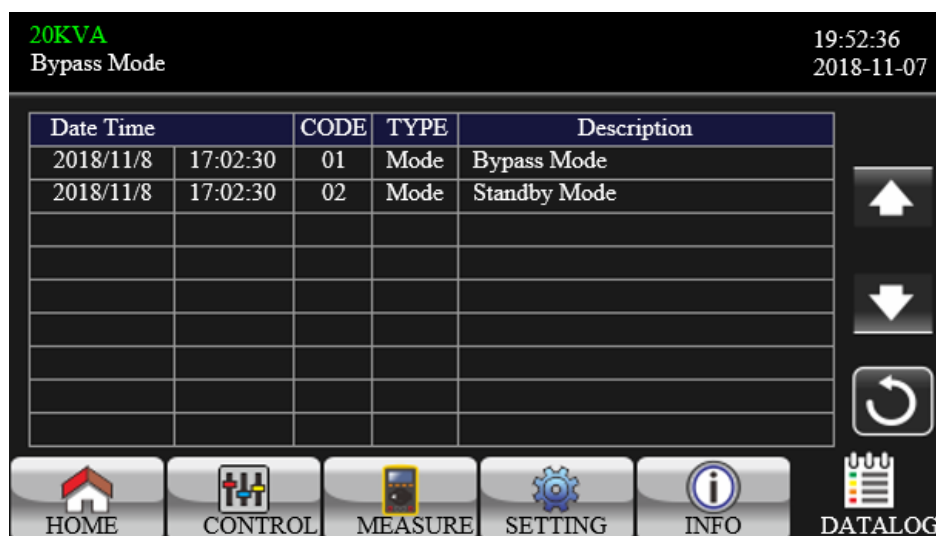 20KVA
19:52:36
Bypass Mode
2018-11-07
Date Time CODE TYPE Description
2018/11/8 17:02:30 01 Mode Bypass Mode
2018/11/8 17:02:30 02 Mode Standby Mode
HOME CONTROL MEASURE SETTING INFO DATALOG